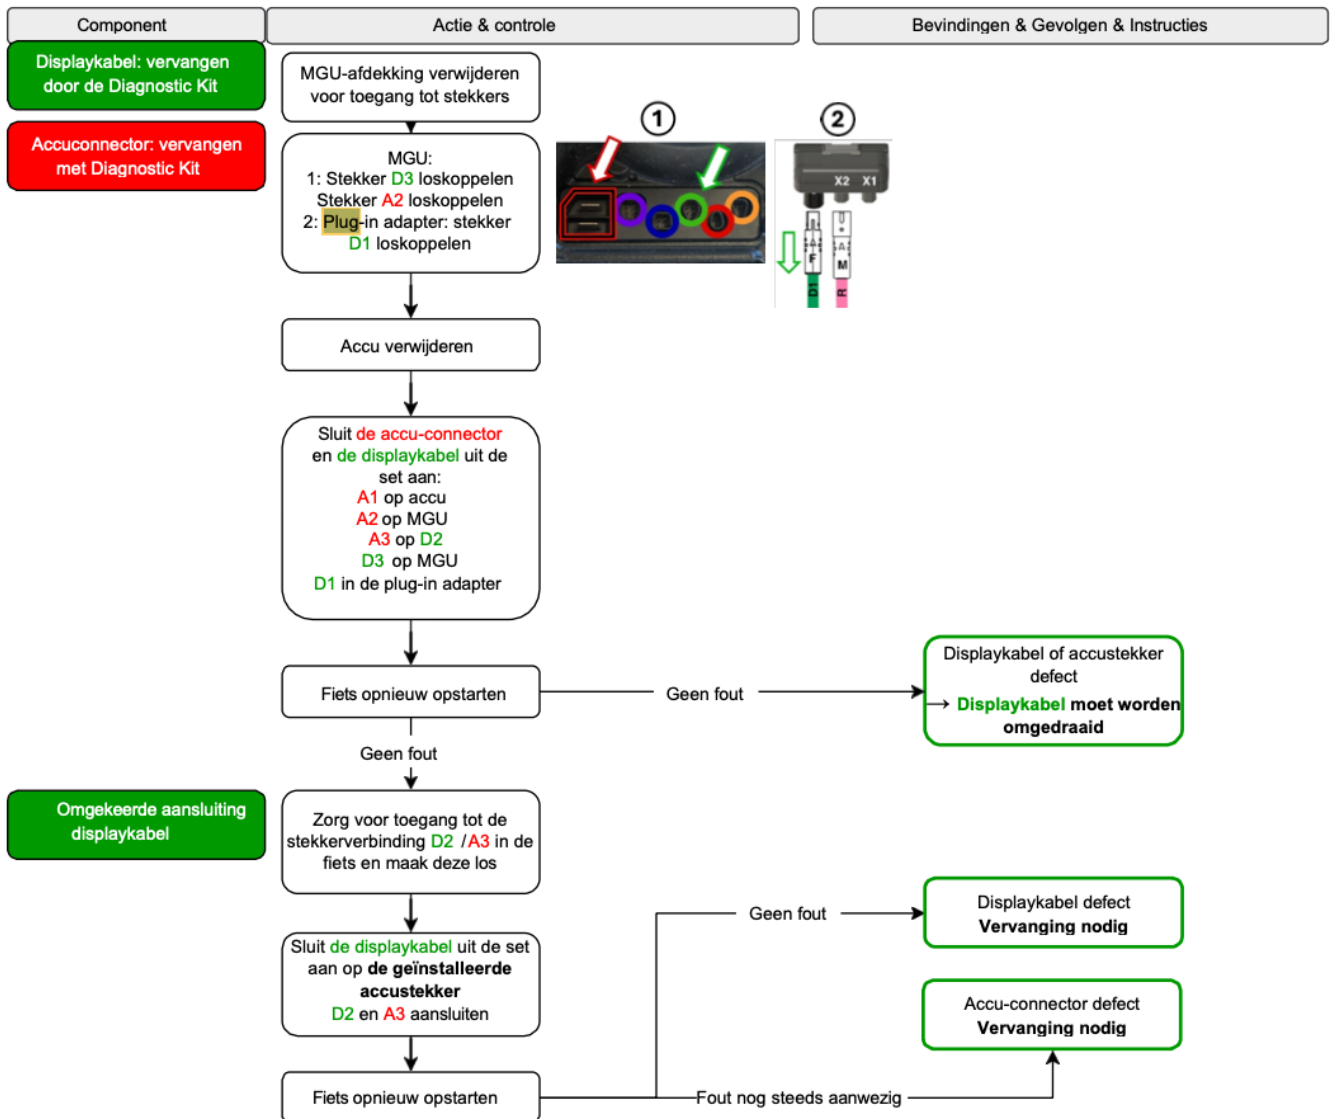 Component
Actie & controle
Bevindingen & Gevolgen & Instructies
Displaykabel: vervangen
door de Diagnostic Kit
Accuconnector: vervangen
met Diagnostic Kit
MGU-afdekking verwijderen
voor toegang tot stekkers
MGU:
1: Stekker D3 loskoppelen
Stekker A2 loskoppelen
2: Plug-in adapter: stekker
D1 loskoppelen
1
2
X2 X1
F
M
D1
R
Accu verwijderen
Sluit de accu-connector
en de displaykabel uit de
set aan:
A1 op accu
A2 op MGU
A3 op D2
D3 op MGU
D1 in de plug-in adapter
Fiets opnieuw opstarten
Geen fout
Displaykabel of accustekker
defect
→ Displaykabel moet worden
omgedraaid
Geen fout
Omgekeerde aansluiting
displaykabel
Zorg voor toegang tot de
stekkerverbinding D2 /A3 in de
fiets en maak deze los
Sluit de displaykabel uit de set
aan op de geïnstalleerde
accustekker
D2 en A3 aansluiten
Geen fout
Displaykabel defect
Vervanging nodig
Accu-connector defect
Vervanging nodig
Fiets opnieuw opstarten
Fout nog steeds aanwezig